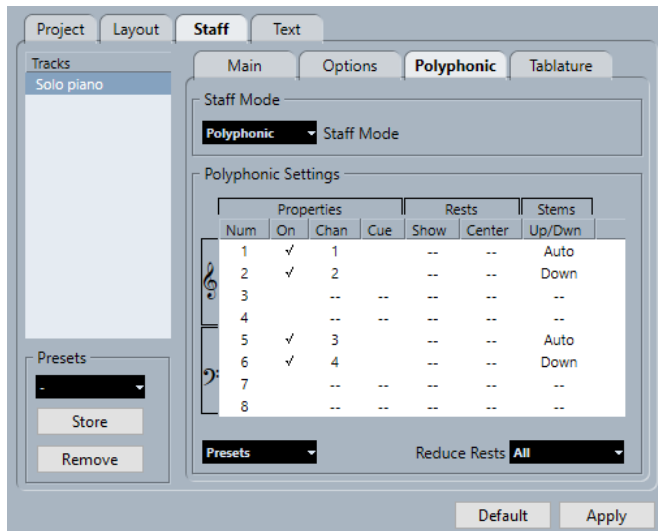 Project Layout Staff Text
Tracks
Solo piano
Main Options Polyphonic Tablature
Staff Mode
Polyphonic Staff Mode
Polyphonic Settings
Properties Rests Stems
Num On Chan Cue Show Center Up/Dwn
1 √ 1 -- -- Auto
2 √ 2 -- -- Down
3 -- -- -- -- --
4 -- -- -- -- --
5 √ 3 -- -- Auto
6 √ 4 -- -- Down
7 -- -- -- -- --
8 -- -- -- -- --
Presets
-
Store
Remove
Presets Reduce Rests All
Default Apply